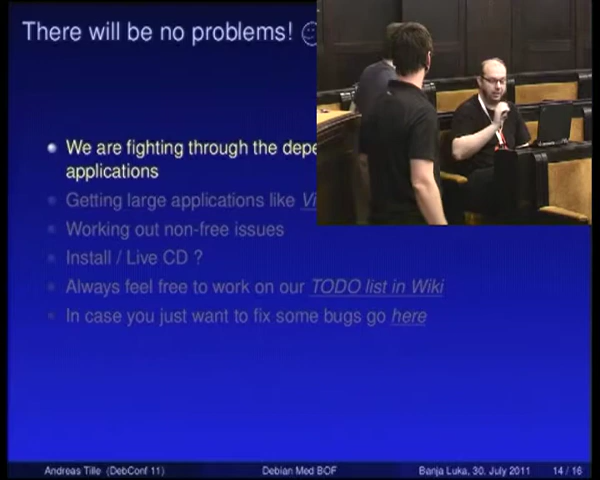 There will be no problems!
We are fighting through the
applications
Getting large applications like
Working out non-free issues
Install / Live CD ?
Always feel free to work on our TODO list in Wiki
In case you just want to fix some bugs go here
Andreas Tille (DebConf 11) Debian Med BOF Banja Luka, 30. July 2011 14 / 16